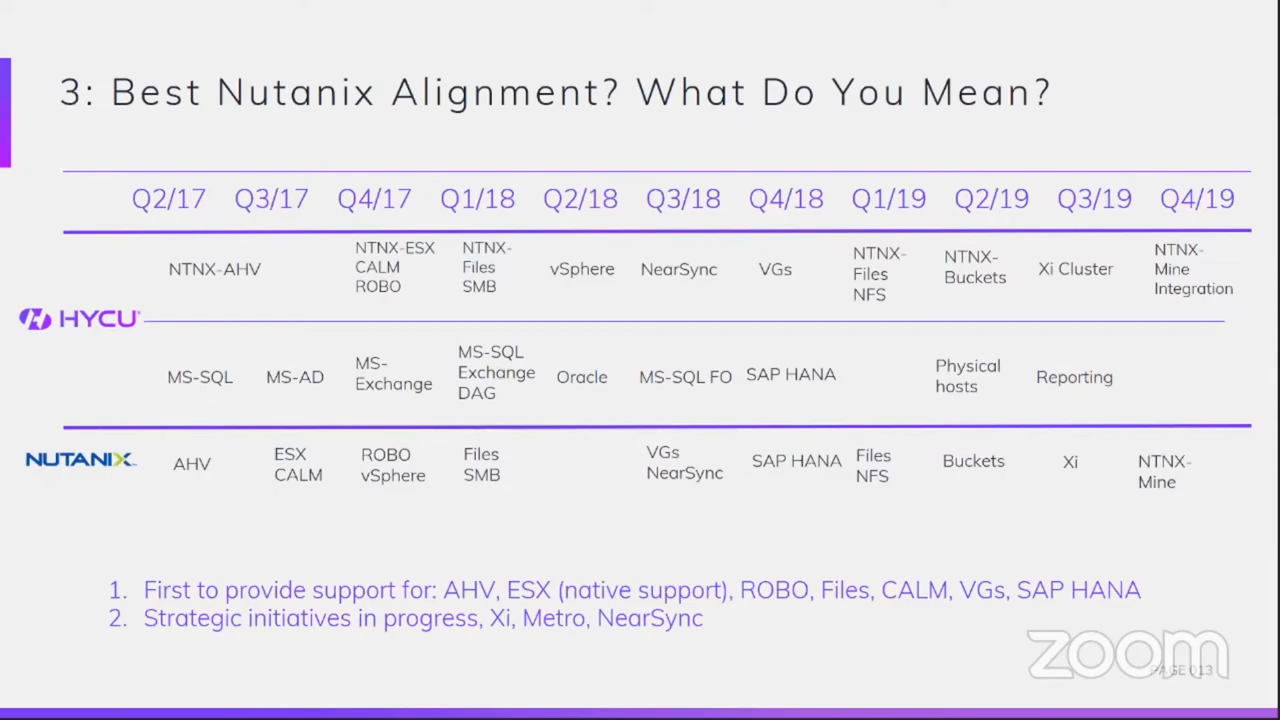 3: Best Nutanix Alignment? What Do You Mean?
Q2/17 Q3/17 Q4/17 Q1/18 Q2/18 Q3/18 Q4/18 Q1/19 Q2/19 Q3/19 Q4/19
NTNX-AHV
NTNX-ESX
CALM
ROBO
NTNX-
Files
SMB
vSphere
NearSync
VGs
NTNX-
Files
NFS
NTNX-
Buckets
Xi Cluster
NTNX-
Mine
Integration
HYCU
MS-SQL
MS-AD
MS-
Exchange
MS-SQL
Exchange
DAG
Oracle
MS-SQL FO
SAP HANA
Physical
hosts
Reporting
NUTANIX
AHV
ESX
CALM
ROBO
vSphere
Files
SMB
VGs
NearSync
SAP HANA
Files
NFS
Buckets
Xi
NTNX-
Mine
1. First to provide support for: AHV, ESX (native support), ROBO, Files, CALM, VGs, SAP HANA
2. Strategic initiatives in progress, Xi, Metro, NearSync
zoom
PAGE 013